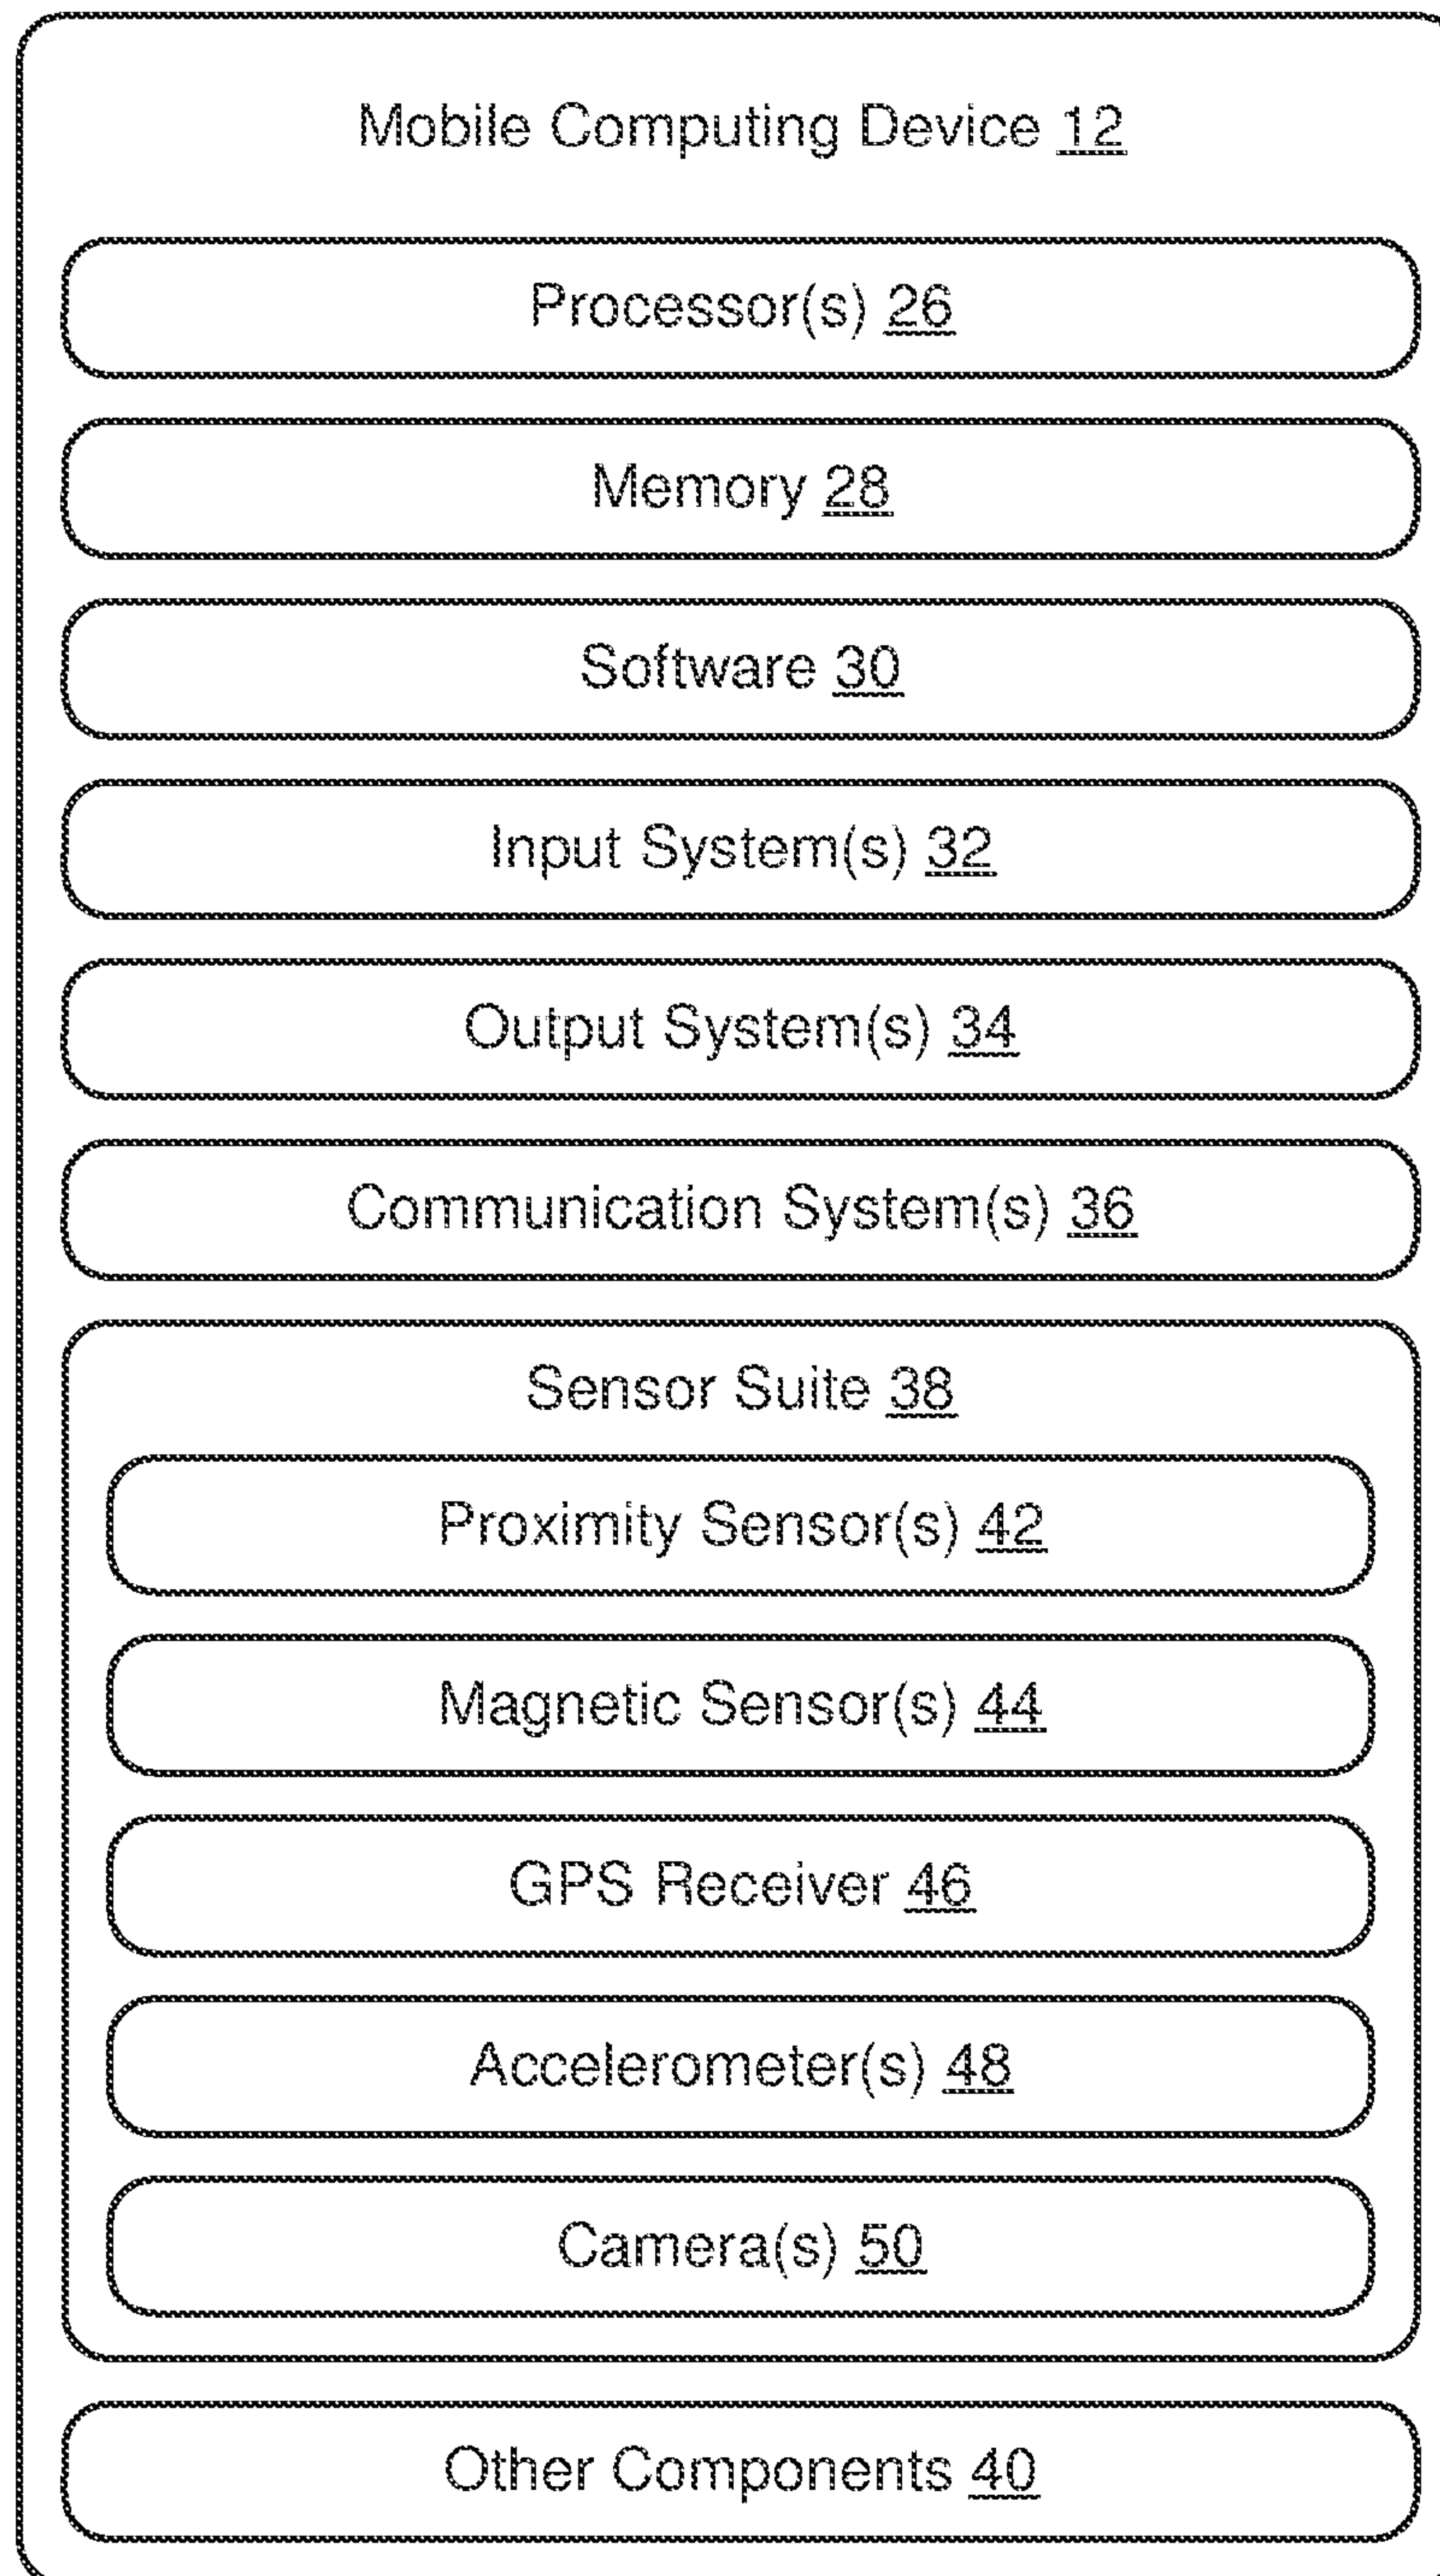 Mobile Computing Device 12
Processor(s) 26
Memory 28
Software 30
Input System(s) 32
Output System(s) 34
Communication System(s) 36
Sensor Suite 38
Proximity Sensor(s) 42
Magnetic Sensor(s) 44
GPS Receiver 46
Accelerometer(s) 48
Camera(s) 50
Other Components 40